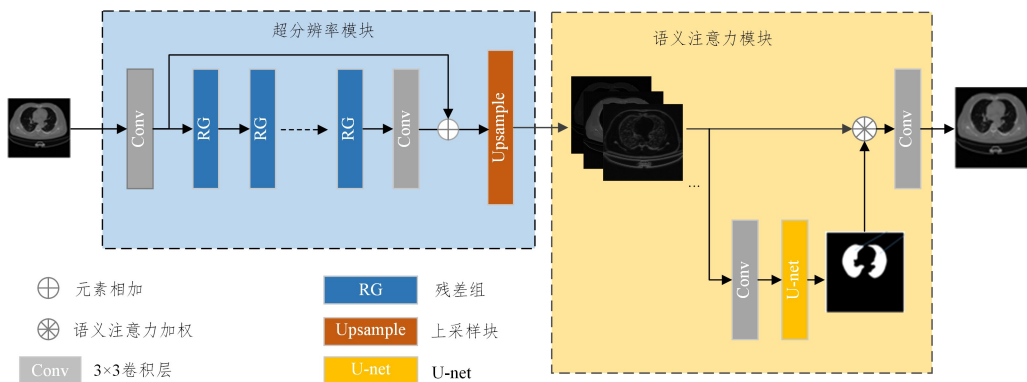 超分辨率模块
语义注意力模块
Conv
RG
RG
RG
Conv
Upsample
...
Conv
Conv
U-net
元素相加
RG
残差组
语义注意力加权
Upsample
上采样块
Conv
3×3卷积层
U-net
U-net